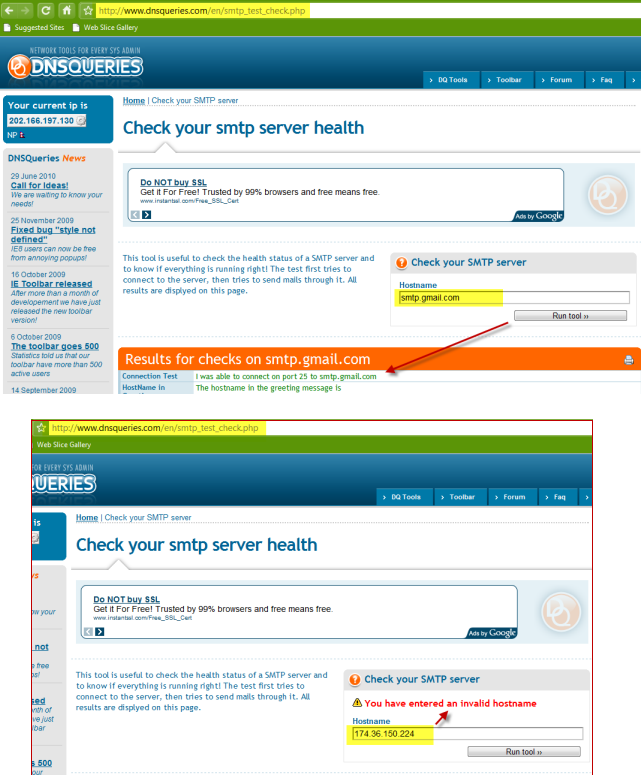 http://www.dnsqueries.com/en/smtp_test_check.php
Suggested Sites Web Slice Gallery
NETWORK TOOLS FOR EVERY SYS ADMIN
DNSQUERIES
› DQ Tools › Toolbar › Forum › Faq ›
Your current ip is
202.166.197.130
NP
Home | Check your SMTP server
Check your smtp server health
DNSQueries News
29 June 2010
Call for Ideas!
We are waiting to know your
needs!
25 November 2009
Fixed bug "style not
defined"
IE8 users can now be free
from annoying popups!
16 October 2009
IE Toolbar released
After more than a month of
developement we have just
released the new toolbar
version!
6 October 2009
The toolbar goes 500
Statistics told us that our
toolbar have more than 500
active users
14 September 2009
Do NOT buy SSL
Get it For Free! Trusted by 99% browsers and free means free.
www.instantssl.com/Free_SSL_Cert
Ads by Google
This tool is useful to check the health status of a SMTP server and
to know if everything is running right! The test first tries to
connect to the server, then tries to send mails through it. All
results are displyed on this page.
Check your SMTP server
Hostname
smtp.gmail.com
Run tool ››
Results for checks on smtp.gmail.com
Connection Test I was able to connect on port 25 to smtp.gmail.com
HostName in The hostname in the greeting message is
http://www.dnsqueries.com/en/smtp_test_check.php
Web Slice Gallery
FOR EVERY SYS ADMIN
UERIES
› DQ Tools › Toolbar › Forum › Faq ›
is
Home | Check your SMTP server
Check your smtp server health
ws
ow your
not
e free
ps!
sed
nth of
ve just
lbar
s 500
our
Do NOT buy SSL
Get it For Free! Trusted by 99% browsers and free means free.
www.instantssl.com/Free_SSL_Cert
Ads by Google
This tool is useful to check the health status of a SMTP server and
to know if everything is running right! The test first tries to
connect to the server, then tries to send mails through it. All
results are displyed on this page.
Check your SMTP server
You have entered an invalid hostname
Hostname
174.36.150.224
Run tool ››